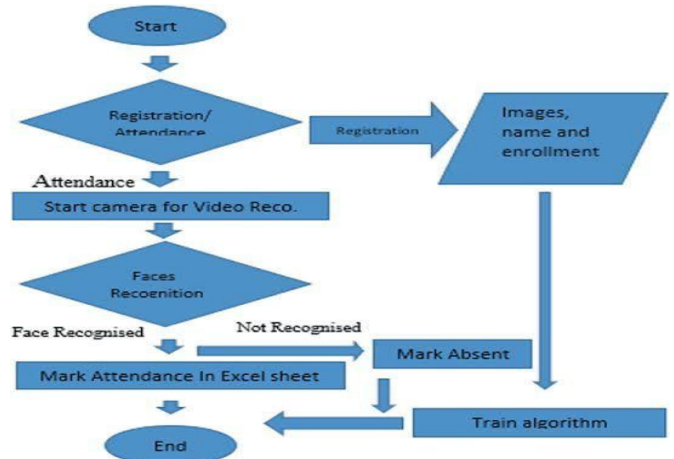 Start
Registration/
Attendance
Registration
Images,
name and
enrollment
Attendance
Start camera for Video Reco.
Faces
Recognition
Face Recognised
Not Recognised
Mark Absent
Mark Attendance In Excel sheet
Train algorithm
End